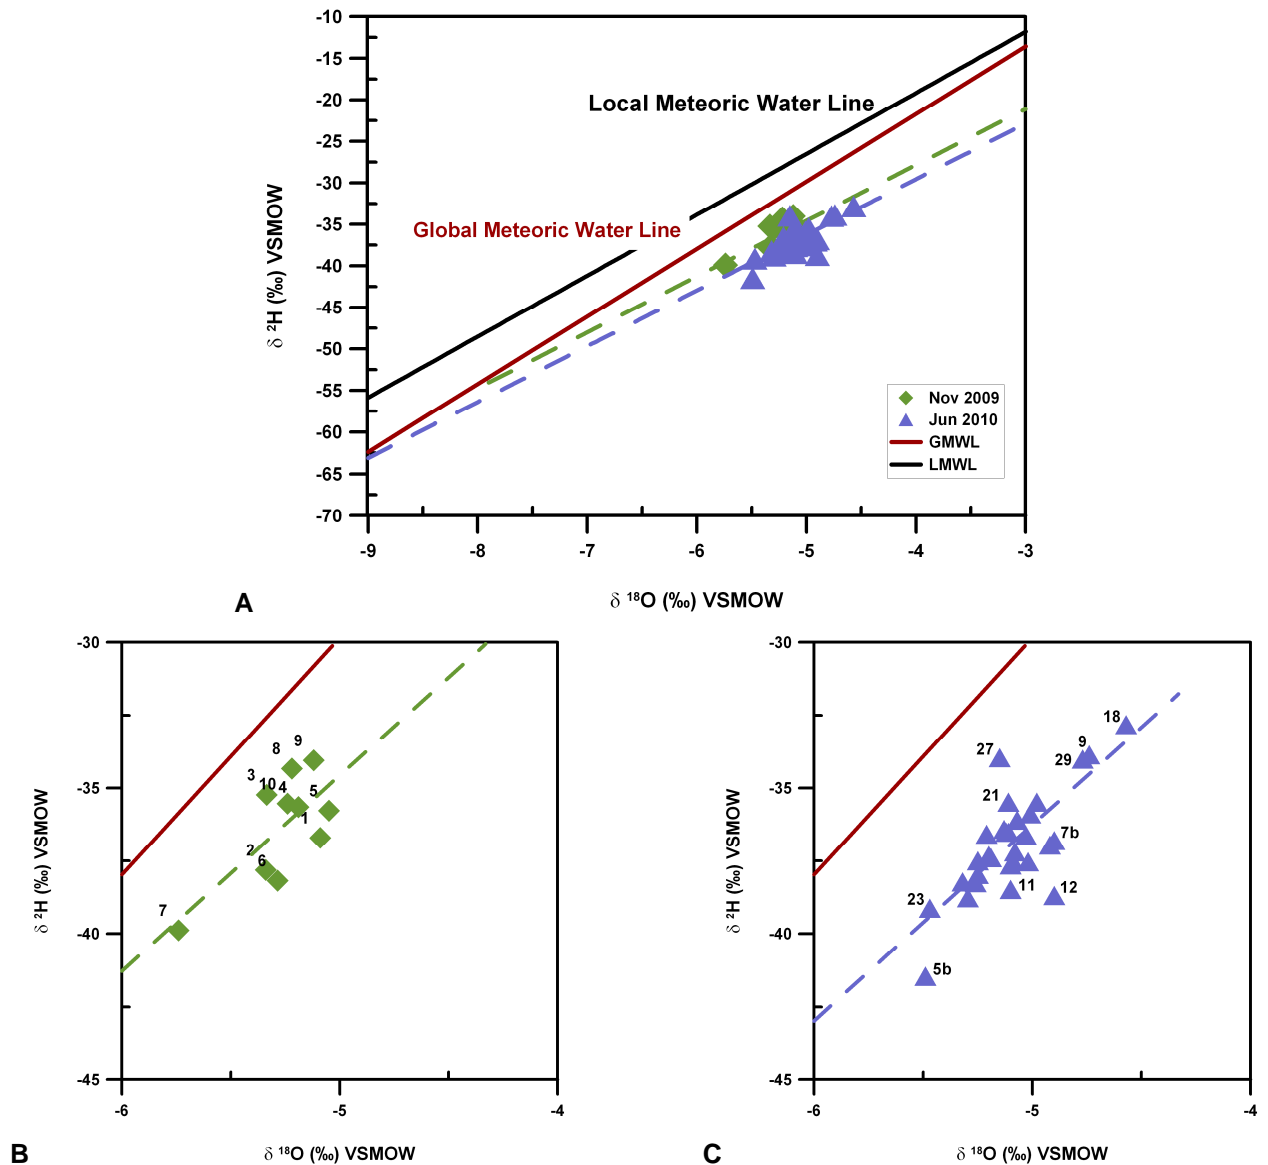 -10
-15
-20
-25
-30
-35
-40
-45
-50
-55
-60
-65
-70
δ ²H (‰) VSMOW
Local Meteoric Water Line
Global Meteoric Water Line
Nov 2009
Jun 2010
GMWL
LMWL
-9 -8 -7 -6 -5 -4 -3
A
δ ¹⁸O (‰) VSMOW
-30
-35
-40
-45
δ ²H (‰) VSMOW
9
8
3
10 4 5
1
2
6
7
-6 -5 -4
B
δ ¹⁸O (‰) VSMOW
-30
-35
-40
-45
δ ²H (‰) VSMOW
18
9
27
29
21
7b
11
12
23
5b
-6 -5 -4
C
δ ¹⁸O (‰) VSMOW